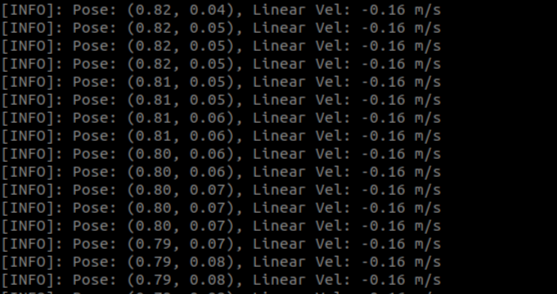 [INFO]: Pose: (0.82, 0.04), Linear Vel: -0.16 m/s
[INFO]: Pose: (0.82, 0.05), Linear Vel: -0.16 m/s
[INFO]: Pose: (0.82, 0.05), Linear Vel: -0.16 m/s
[INFO]: Pose: (0.82, 0.05), Linear Vel: -0.16 m/s
[INFO]: Pose: (0.81, 0.05), Linear Vel: -0.16 m/s
[INFO]: Pose: (0.81, 0.05), Linear Vel: -0.16 m/s
[INFO]: Pose: (0.81, 0.06), Linear Vel: -0.16 m/s
[INFO]: Pose: (0.81, 0.06), Linear Vel: -0.16 m/s
[INFO]: Pose: (0.80, 0.06), Linear Vel: -0.16 m/s
[INFO]: Pose: (0.80, 0.06), Linear Vel: -0.16 m/s
[INFO]: Pose: (0.80, 0.07), Linear Vel: -0.16 m/s
[INFO]: Pose: (0.80, 0.07), Linear Vel: -0.16 m/s
[INFO]: Pose: (0.80, 0.07), Linear Vel: -0.16 m/s
[INFO]: Pose: (0.79, 0.07), Linear Vel: -0.16 m/s
[INFO]: Pose: (0.79, 0.08), Linear Vel: -0.16 m/s
[INFO]: Pose: (0.79, 0.08), Linear Vel: -0.16 m/s